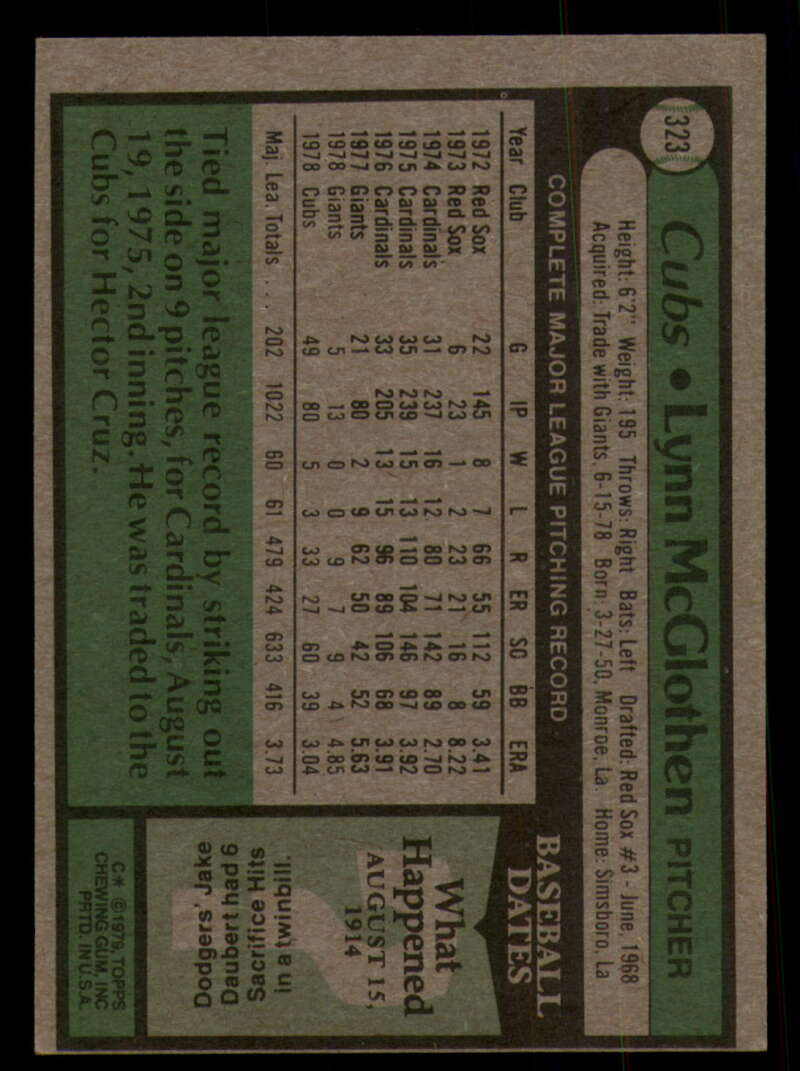 323
Cubs • Lynn McGlothen PITCHER
Height: 6'2" Weight: 195 Throws: Right Bats: Left Drafted: Red Sox #3 - June, 1968
Acquired: Trade with Giants, 6-15-78 Born: 3-27-50, Monroe, La. Home: Simsboro, La
COMPLETE MAJOR LEAGUE PITCHING RECORD
Year Club G IP W L R ER SO BB ERA
1972 Red Sox 22 145 8 7 66 55 112 59 3.41
1973 Red Sox 6 23 1 2 23 21 16 8 8.22
1974 Cardinals 31 237 16 12 80 71 142 89 2.70
1975 Cardinals 35 239 15 13 110 104 146 97 3.92
1976 Cardinals 33 205 13 15 96 89 106 68 3.91
1977 Giants 21 80 2 9 62 50 42 52 5.63
1978 Giants 5 13 0 0 9 7 9 4 4.85
1978 Cubs 49 80 5 3 33 27 60 39 3.04
Maj. Lea. Totals . . . 202 1022 60 61 479 424 633 416 3.73
Tied major league record by striking out
the side on 9 pitches, for Cardinals, August
19, 1975, 2nd inning. He was traded to the
Cubs for Hector Cruz.
BASEBALL
DATES
What
Happened
AUGUST 15,
1914
Dodgers' Jake
Daubert had 6
Sacrifice Hits
in a twinbill.
C* ©1979, TOPPS
CHEWING GUM, INC
PRTD. IN U.S.A.